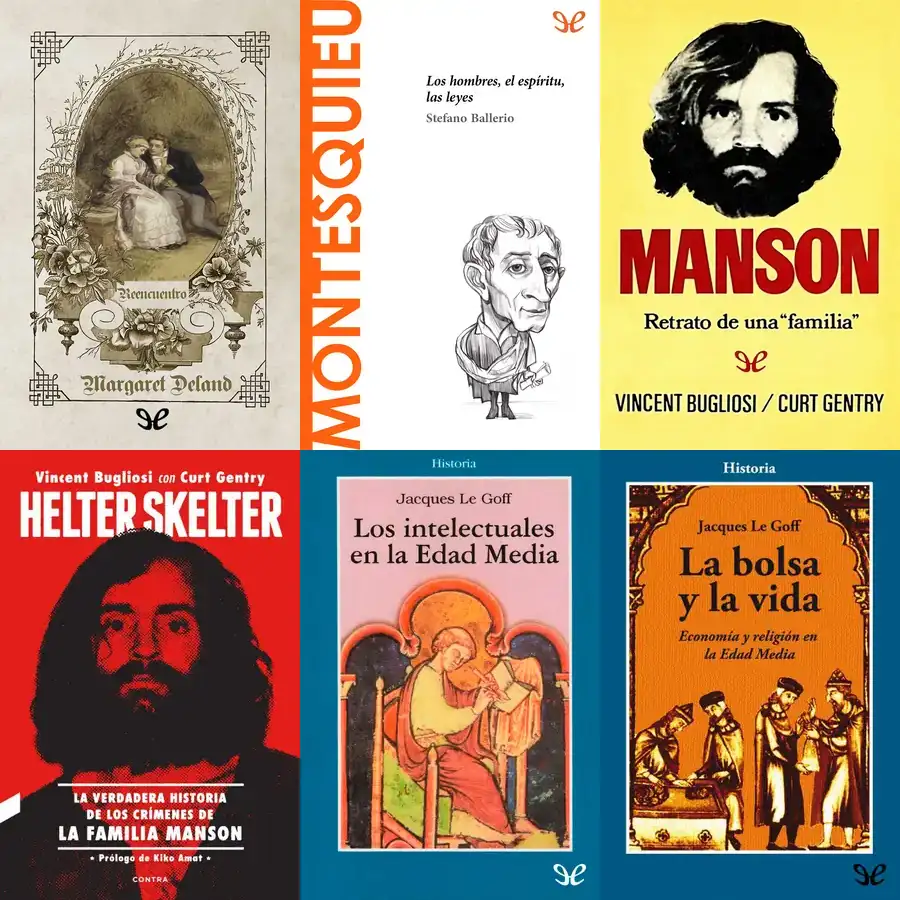 Reencuentro
Margaret Deland
MONTESQUIEU
Los hombres, el espíritu,
las leyes
Stefano Ballerio
MANSON
Retrato de una “familia”
VINCENT BUGLIOSI / CURT GENTRY
Vincent Bugliosi con Curt Gentry
HELTER SKELTER
LA VERDADERA HISTORIA
DE LOS CRÍMENES DE
LA FAMILIA MANSON
* Prólogo de Kiko Amat *
CONTRA
Historia
Jacques Le Goff
Los intelectuales
en la Edad Media
Historia
Jacques Le Goff
La bolsa
y la vida
Economía y religión en
la Edad Media